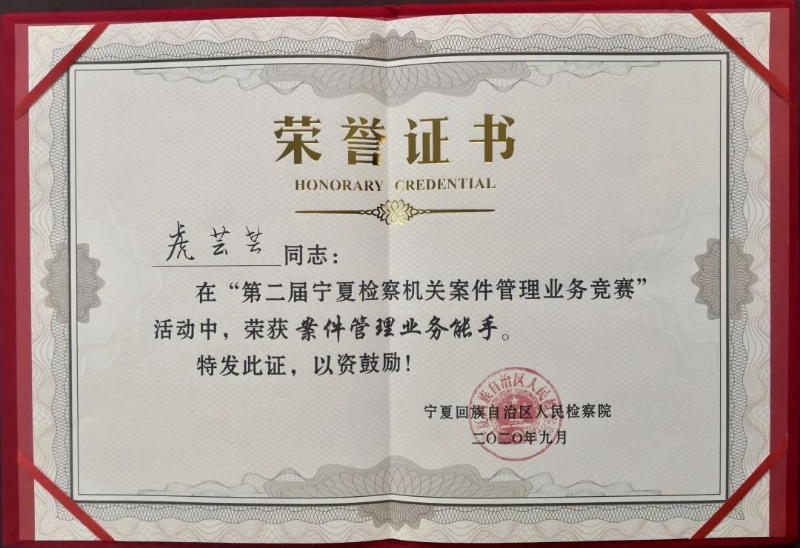 荣誉证书
HONORARY CREDENTIAL
虎芸芸同志：
在“第二届宁夏检察机关案件管理业务竞赛”
活动中，荣获案件管理业务能手。
特发此证，以资鼓励！
宁夏回族自治区人民检察院
二〇二〇年九月